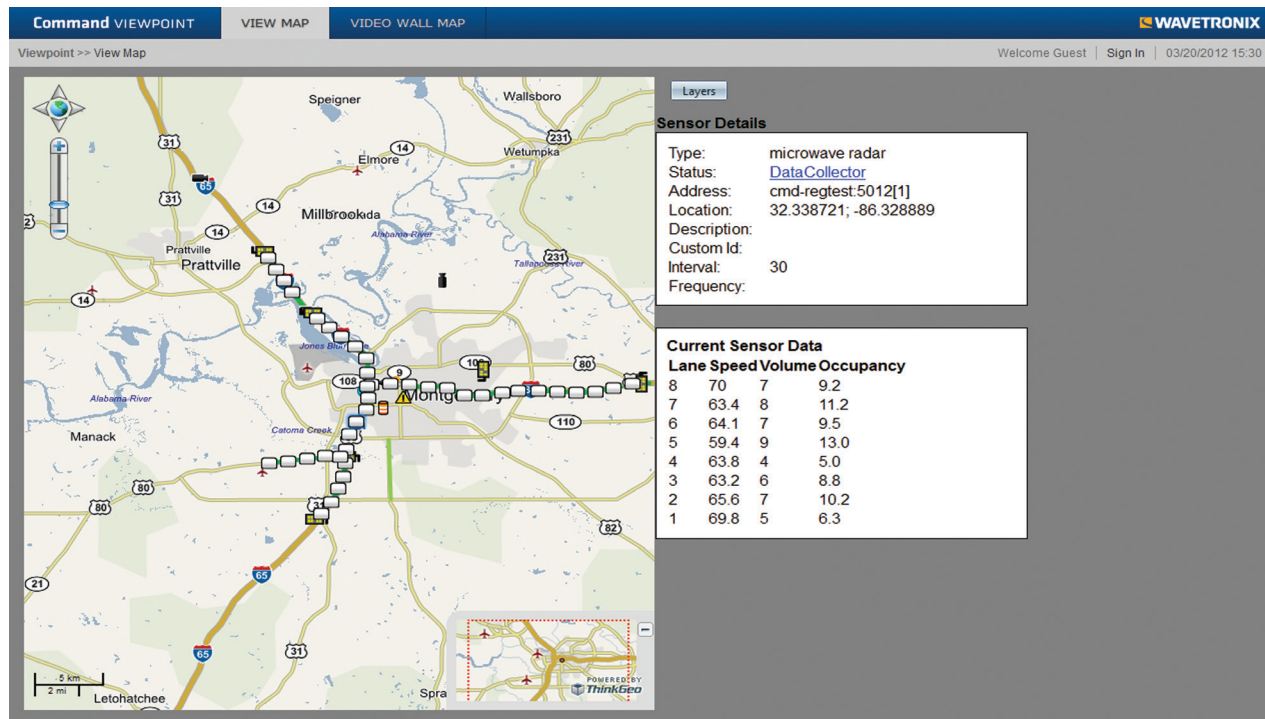 Command VIEWPOINT VIEW MAP VIDEO WALL MAP WAVETRONIX
Viewpoint >> View Map Welcome Guest | Sign In | 03/20/2012 15:30
Layers
Sensor Details
Type: microwave radar
Status: DataCollector
Address: cmd-regtest:5012[1]
Location: 32.338721; -86.328889
Description:
Custom Id:
Interval: 30
Frequency:
Current Sensor Data
Lane Speed Volume Occupancy
8 70 7 9.2
7 63.4 8 11.2
6 64.1 7 9.5
5 59.4 9 13.0
4 63.8 4 5.0
3 63.2 6 8.8
2 65.6 7 10.2
1 69.8 5 6.3
Speigner
Wallsboro
31
231
14
Elmore
Wetumpka
65
31
14
Millbrook
Alabama-River
14
Prattville
Prattville
231
14
80
9
108
Alabama-River
Catoma Creek
110
Manack
80
80
82
21
65
31
65
5 km
2 mi
Letohatchee
Spra
POWERED BY
ThinkGeo